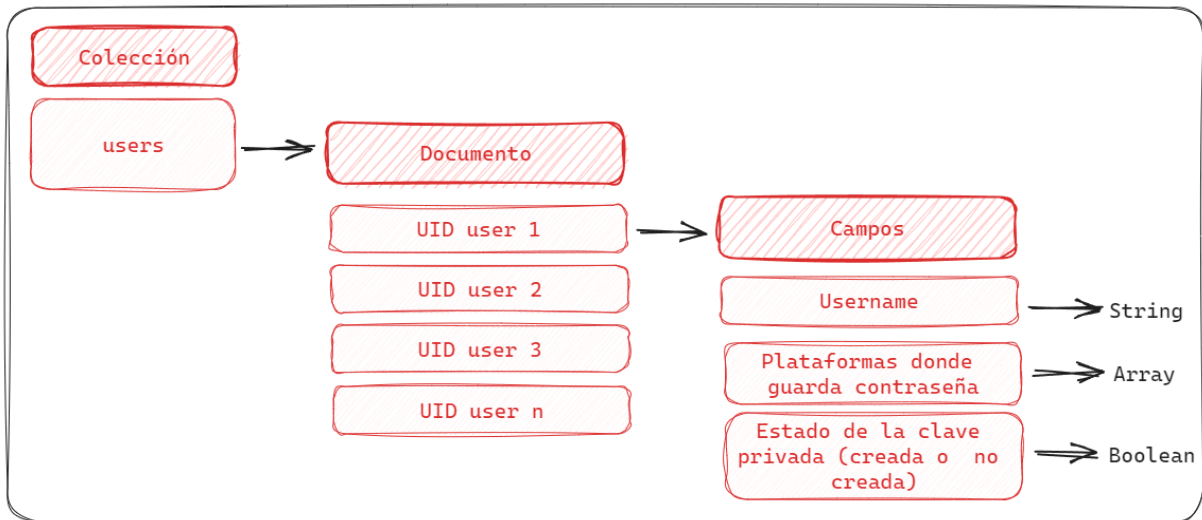 Colección
users
Documento
UID user 1
UID user 2
UID user 3
UID user n
Campos
Username
String
Plataformas donde
guarda contraseña
Array
Estado de la clave
privada (creada o no
creada)
Boolean